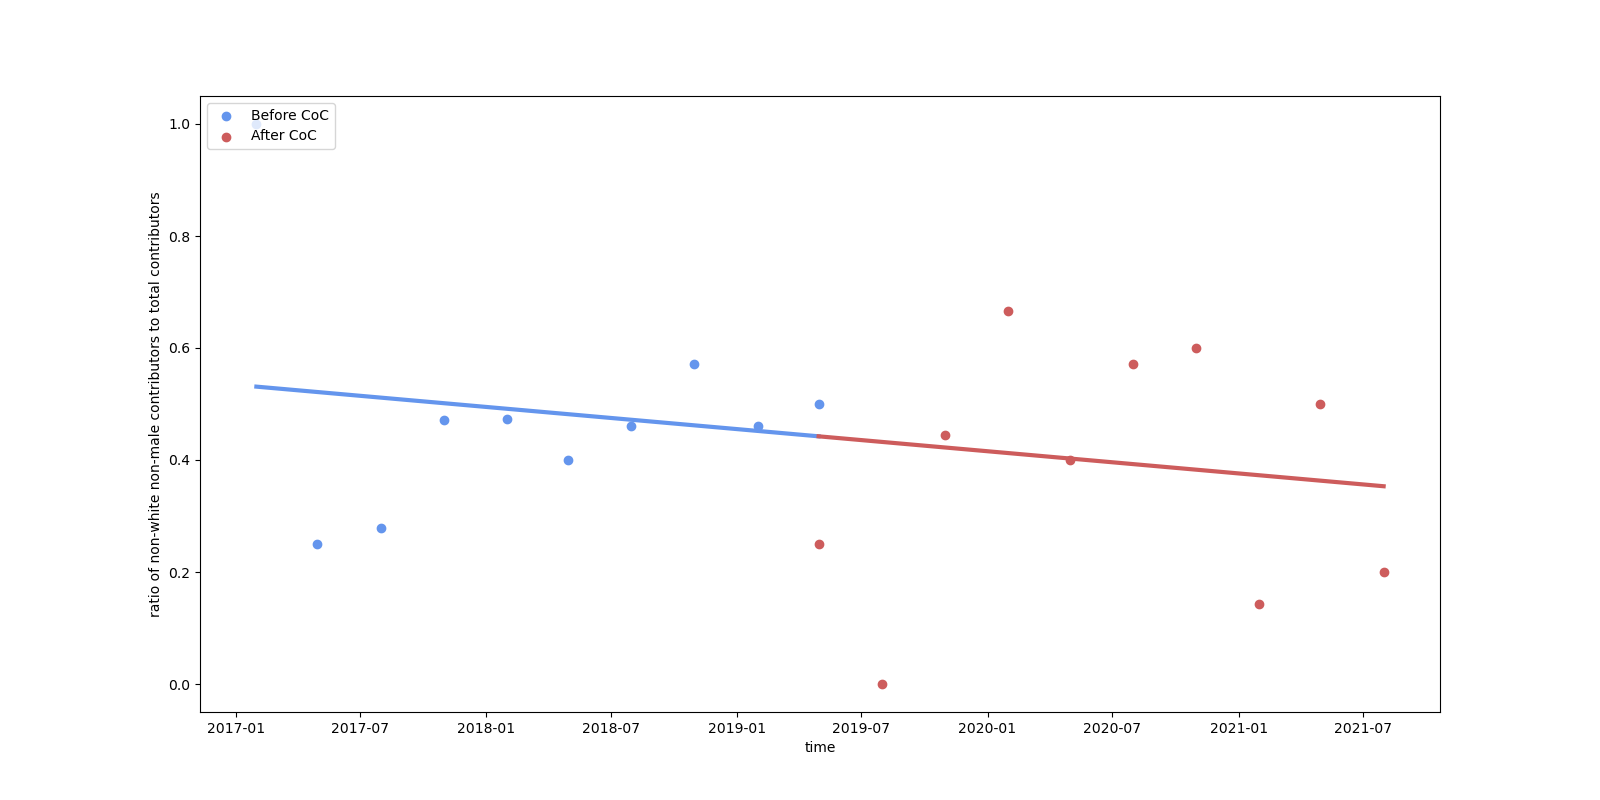 Before CoC
After CoC
1.0
0.8
0.6
0.4
0.2
0.0
ratio of non-white non-male contributors to total contributors
2017-01 2017-07 2018-01 2018-07 2019-01 2019-07 2020-01 2020-07 2021-01 2021-07
time